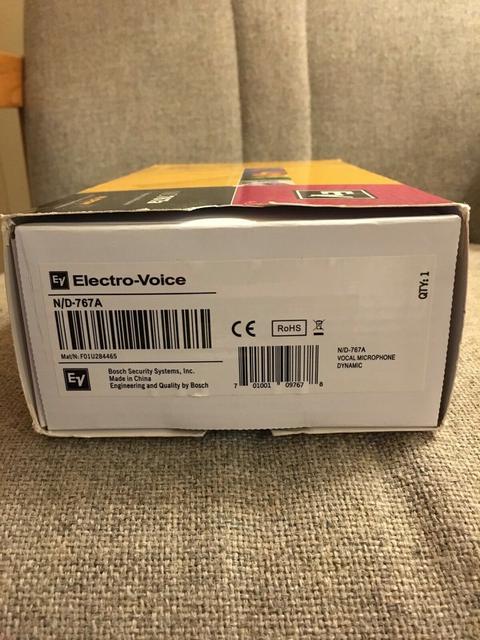 EV Electro-Voice
N/D-767A
Mat/N: F01U284465
EV
Bosch Security Systems, Inc.
Made in China
Engineering and Quality by Bosch
CE
RoHS
7 01001 09767 8
N/D-767A
VOCAL MICROPHONE
DYNAMIC
QTY: 1
EV